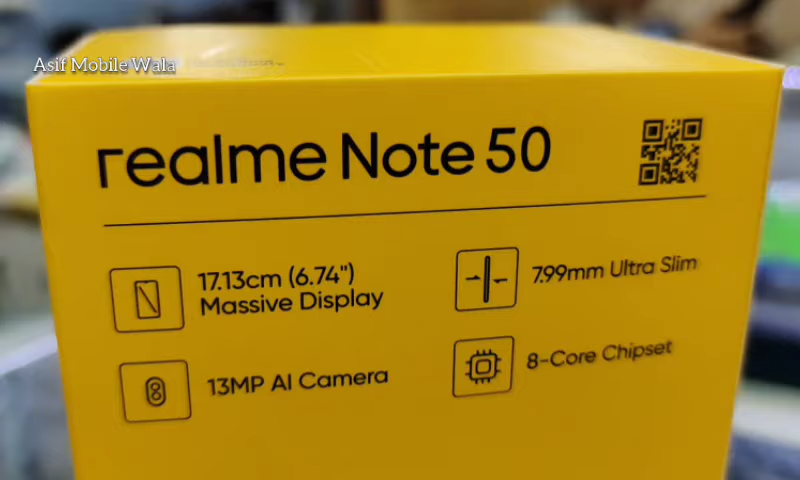 Asif Mobile Wala
realme Note 50
17.13cm (6.74")
Massive Display
7.99mm Ultra Slim
13MP AI Camera
8-Core Chipset